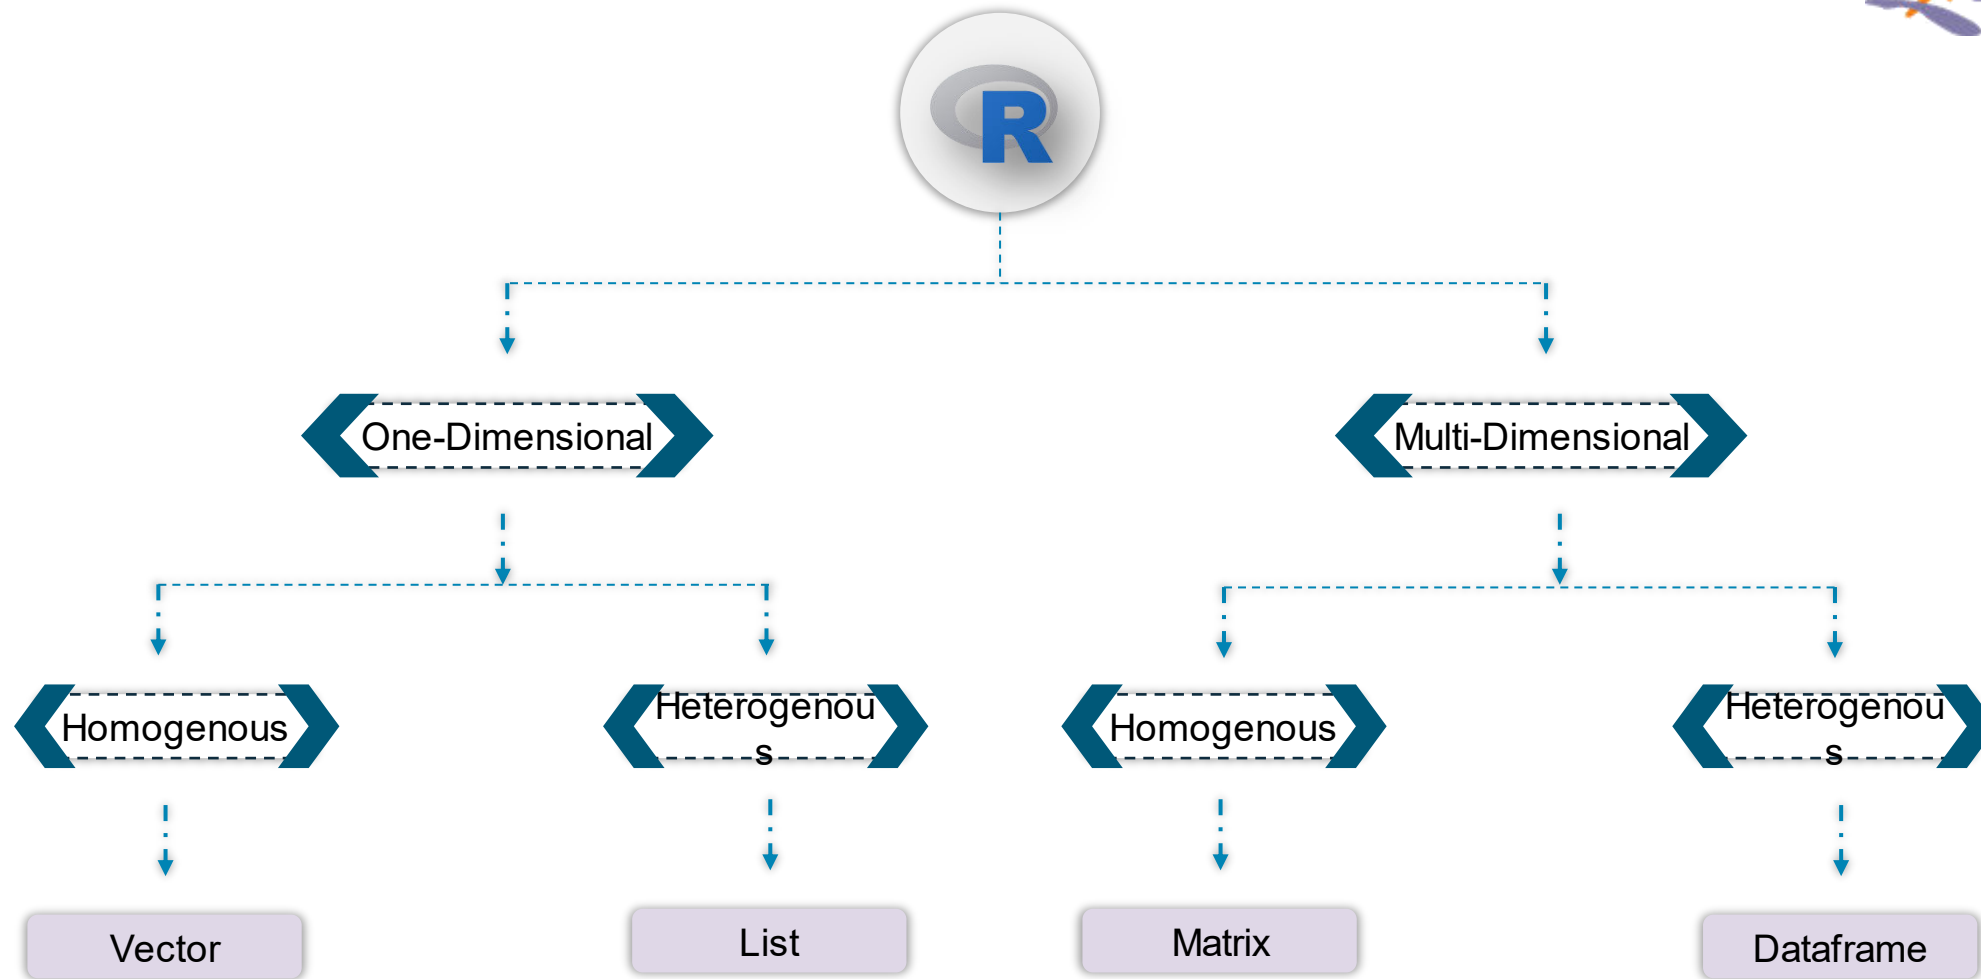 R
One-Dimensional
Multi-Dimensional
Homogenous
Heterogenou
s
Homogenous
Heterogenou
s
Vector
List
Matrix
Dataframe